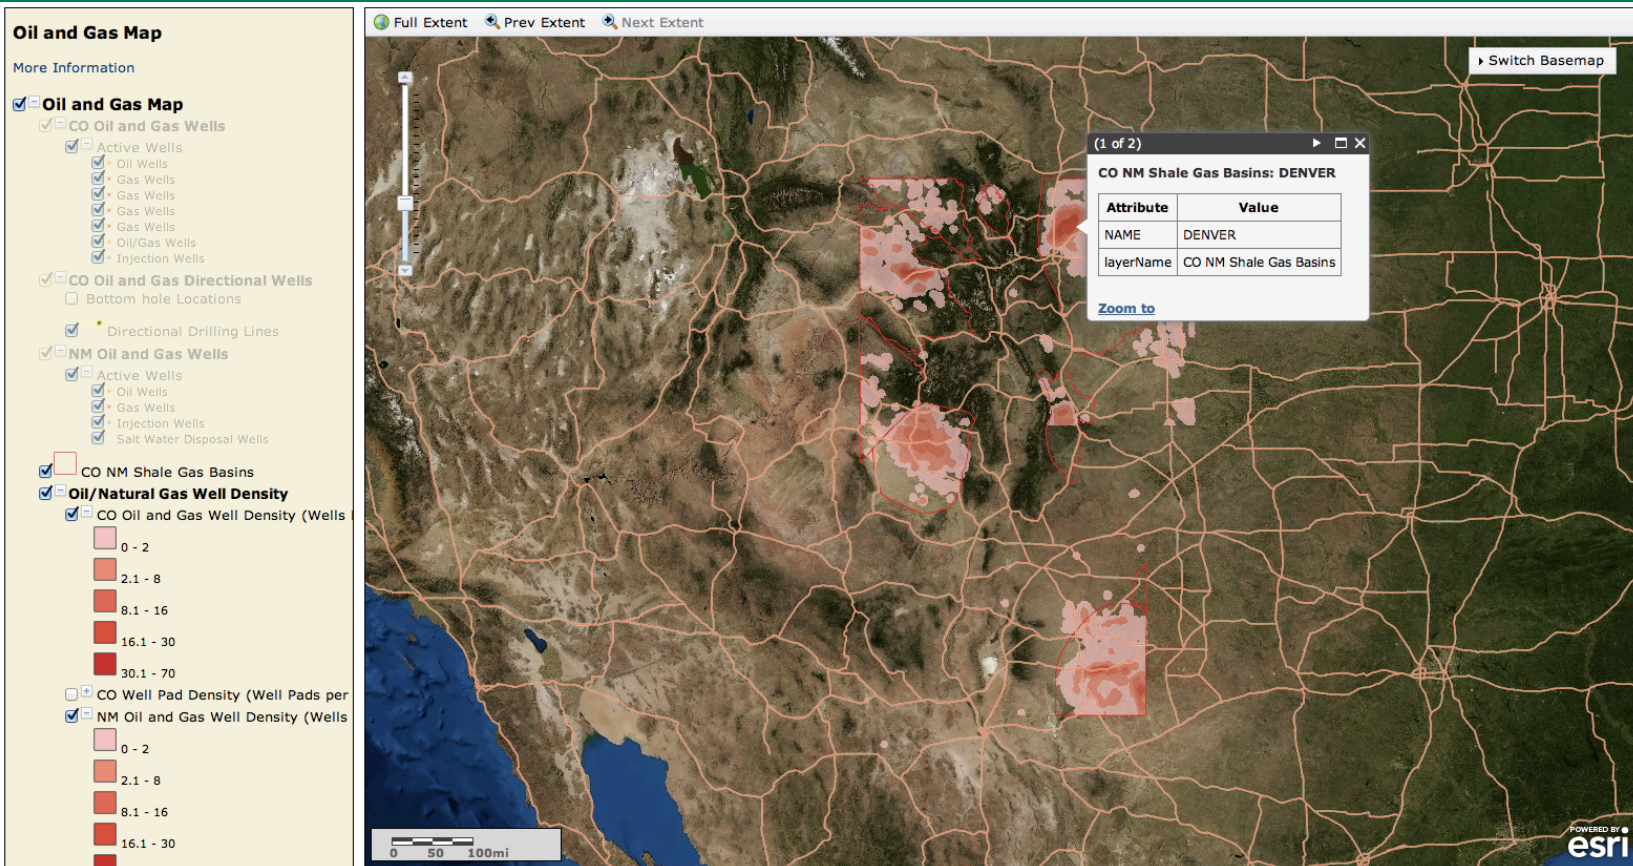 Oil and Gas Map
More Information
Oil and Gas Map
CO Oil and Gas Wells
Active Wells
Oil Wells
Gas Wells
Gas Wells
Gas Wells
Gas Wells
Oil/Gas Wells
Injection Wells
CO Oil and Gas Directional Wells
Bottom hole Locations
Directional Drilling Lines
NM Oil and Gas Wells
Active Wells
Oil Wells
Gas Wells
Injection Wells
Salt Water Disposal Wells
CO NM Shale Gas Basins
Oil/Natural Gas Well Density
CO Oil and Gas Well Density (Wells
0 - 2
2.1 - 8
8.1 - 16
16.1 - 30
30.1 - 70
CO Well Pad Density (Well Pads per
NM Oil and Gas Well Density (Wells
0 - 2
2.1 - 8
8.1 - 16
16.1 - 30
Full Extent Prev Extent Next Extent
Switch Basemap
(1 of 2)
CO NM Shale Gas Basins: DENVER
Attribute Value
NAME DENVER
layerName CO NM Shale Gas Basins
Zoom to
0 50 100mi
POWERED BY
esri